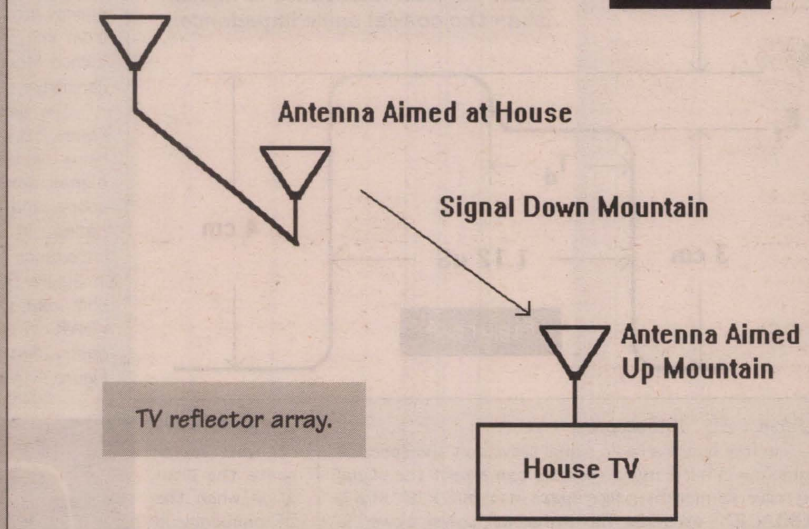 Antenna Aimed at House
Signal Down Mountain
Antenna Aimed
Up Mountain
TV reflector array.
House TV